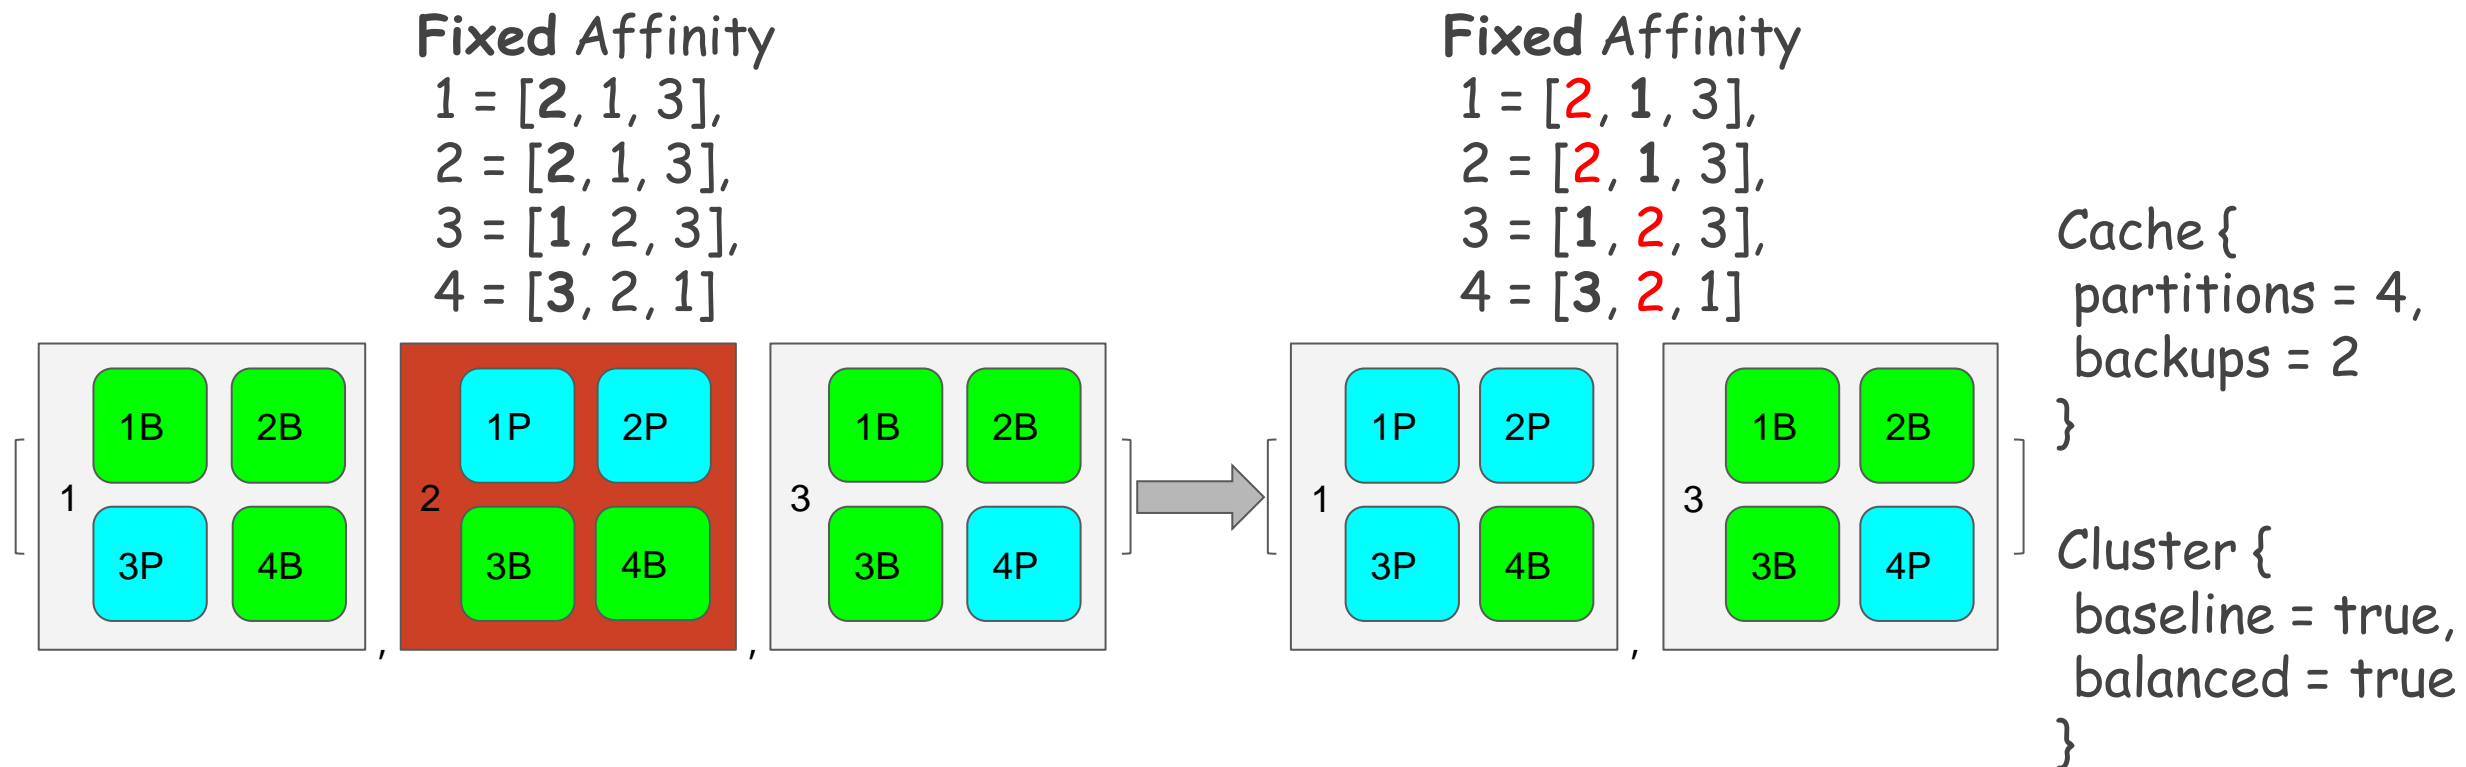 Fixed Affinity
1 = [2, 1, 3],
2 = [2, 1, 3],
3 = [1, 2, 3],
4 = [3, 2, 1]
1B 2B
1
3P 4B
,
1P 2P
2
3B 4B
,
1B 2B
3
3B 4P
Fixed Affinity
1 = [2, 1, 3],
2 = [2, 1, 3],
3 = [1, 2, 3],
4 = [3, 2, 1]
1P 2P
1
3P 4B
,
1B 2B
3
3B 4P
Cache {
partitions = 4,
backups = 2
}
Cluster {
baseline = true,
balanced = true
}